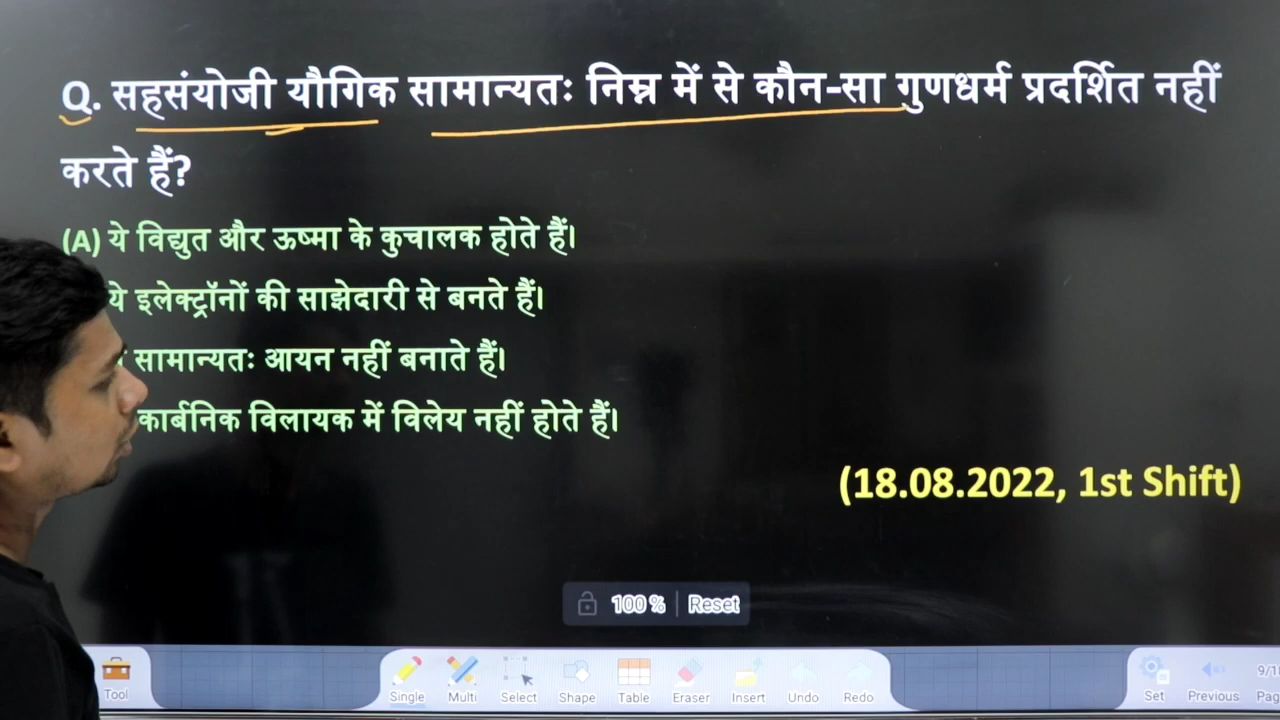 Q. सहसंयोजी यौगिक सामान्यतः निम्न में से कौन-सा गुणधर्म प्रदर्शित नहीं
करते हैं?
(A) ये विद्युत और ऊष्मा के कुचालक होते हैं।
ये इलेक्ट्रॉनों की साझेदारी से बनते हैं।
सामान्यतः आयन नहीं बनाते हैं।
कार्बनिक विलायक में विलेय नहीं होते हैं।
(18.08.2022, 1st Shift)
100 % Reset
Tool Single Multi Select Shape Table Eraser Insert Undo Redo Set Previous